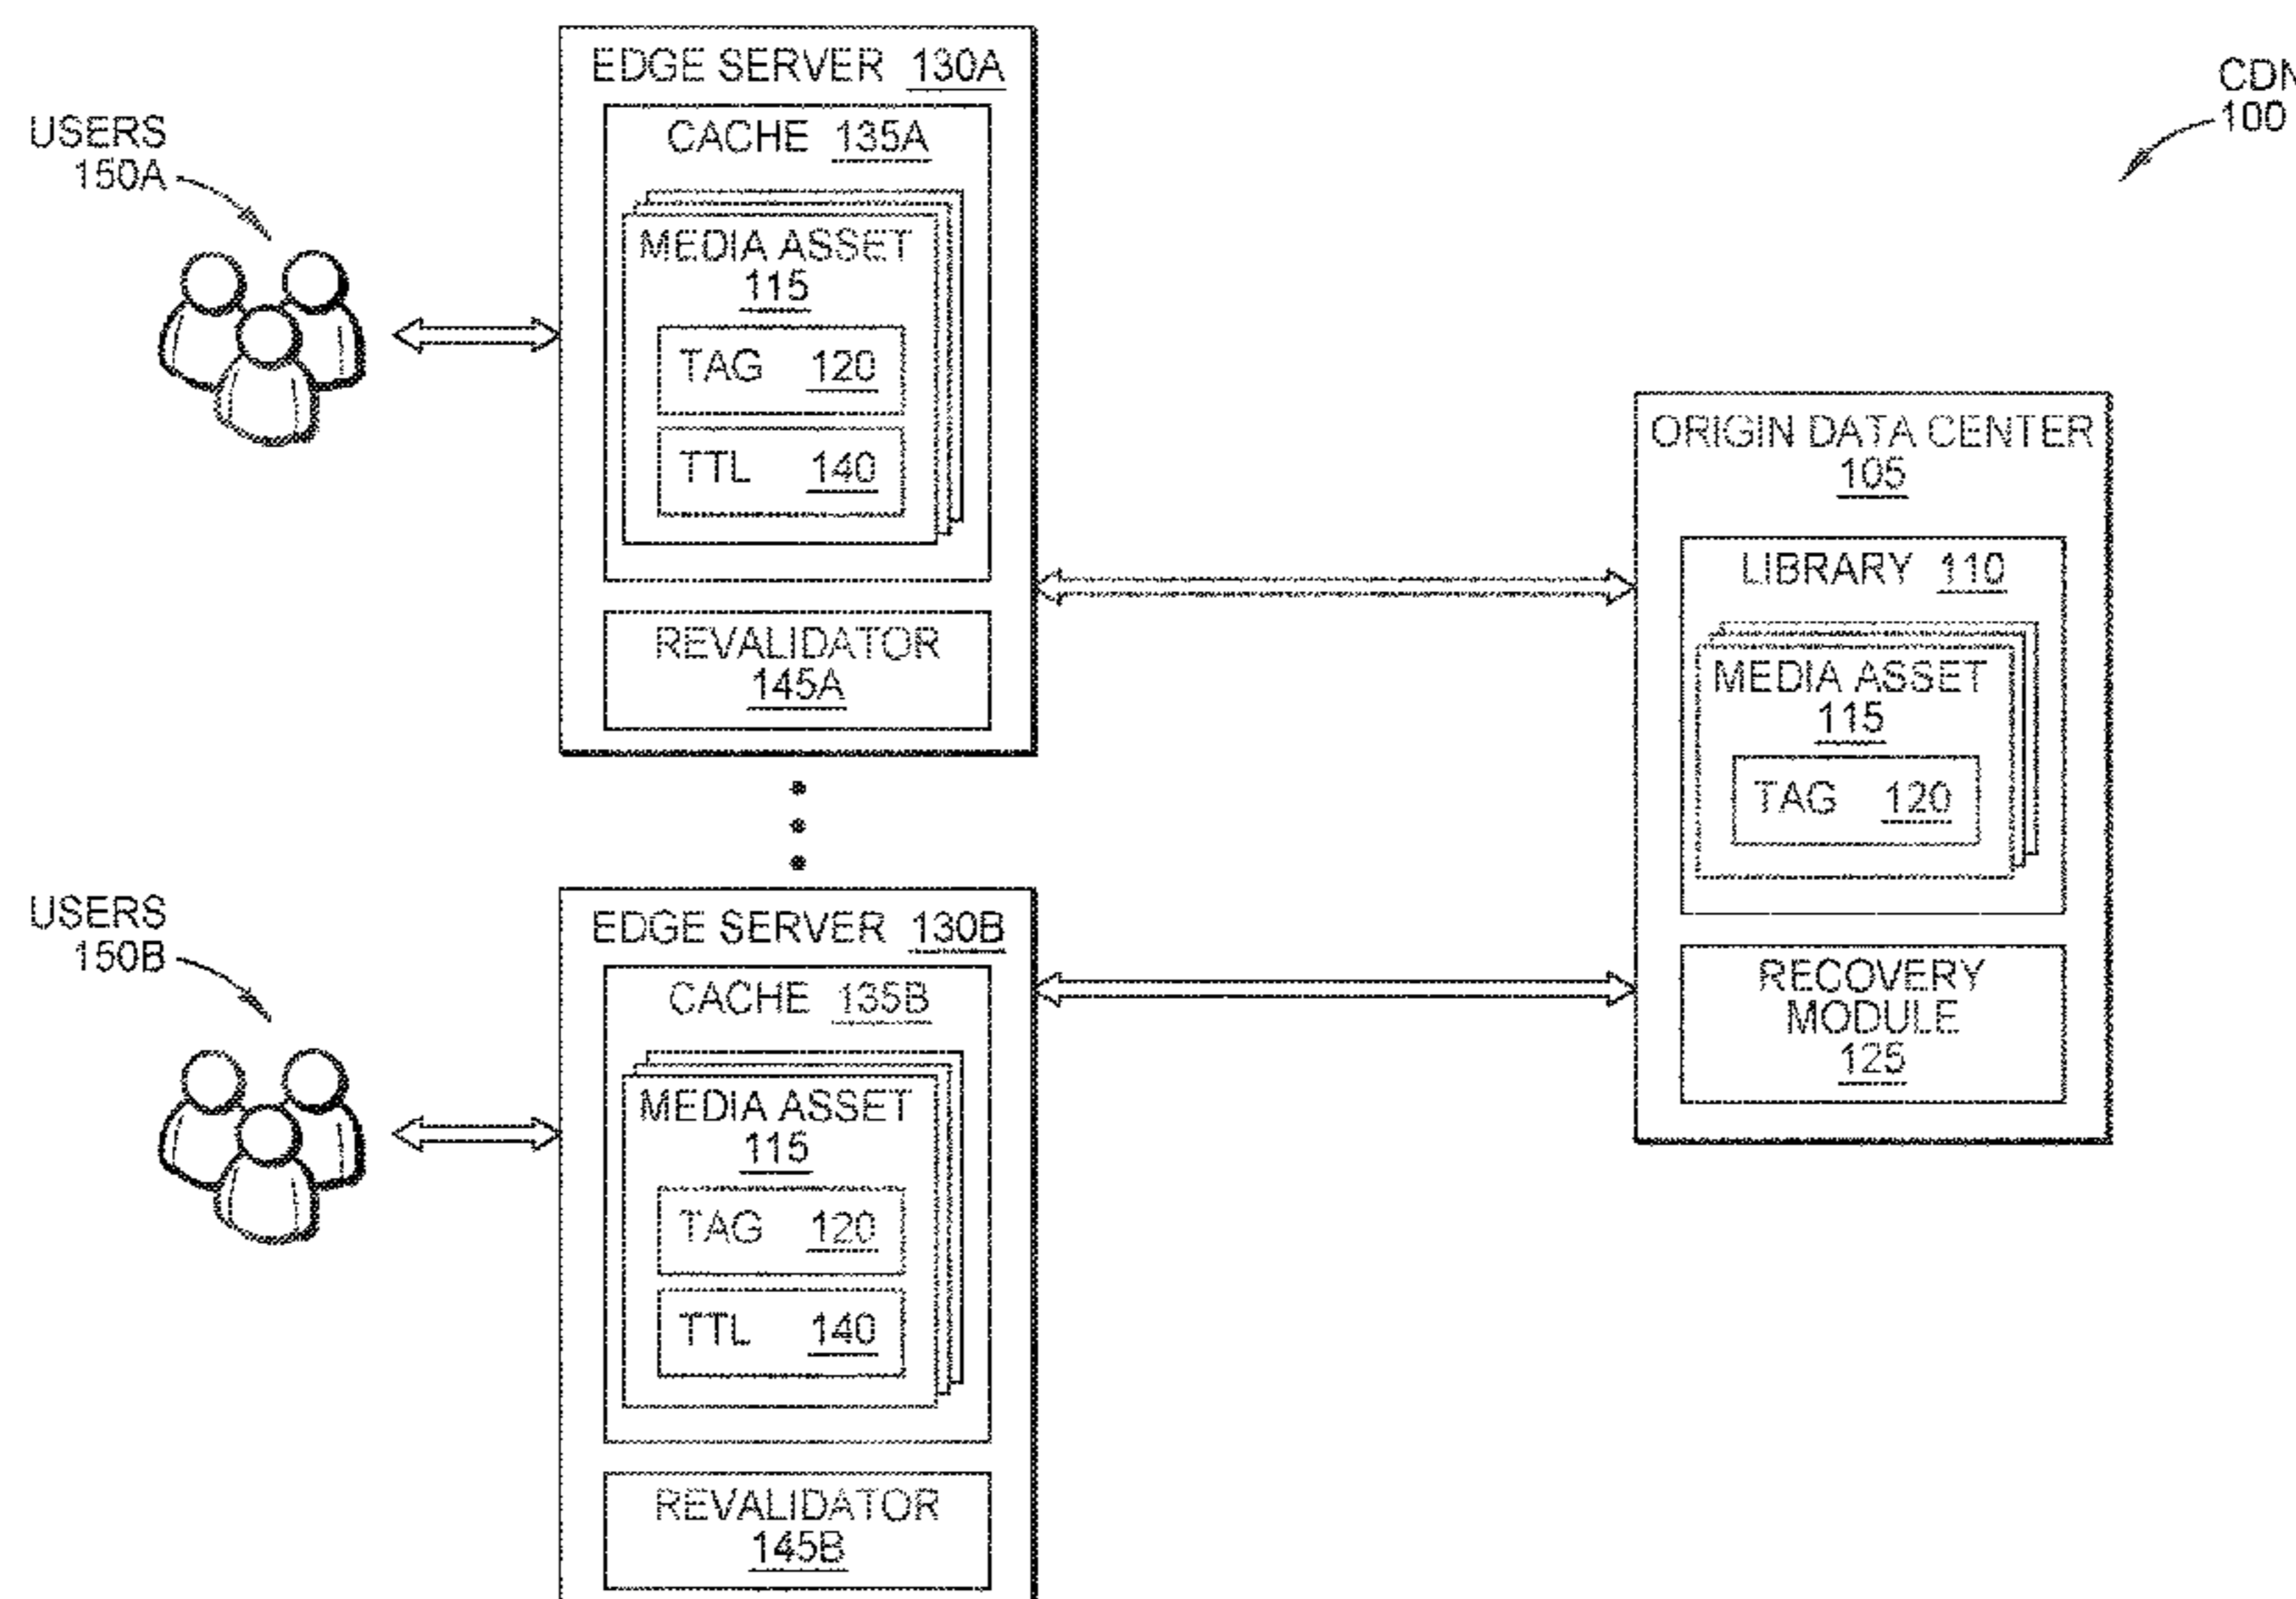 EDGE SERVER 130A
CACHE 135A
MEDIA ASSET
115
TAG 120
TTL 140
REVALIDATOR
145A
USERS
150A
CDN
100
ORIGIN DATA CENTER
105
LIBRARY 110
MEDIA ASSET
115
TAG 120
RECOVERY
MODULE
125
USERS
150B
EDGE SERVER 130B
CACHE 135B
MEDIA ASSET
115
TAG 120
TTL 140
REVALIDATOR
145B